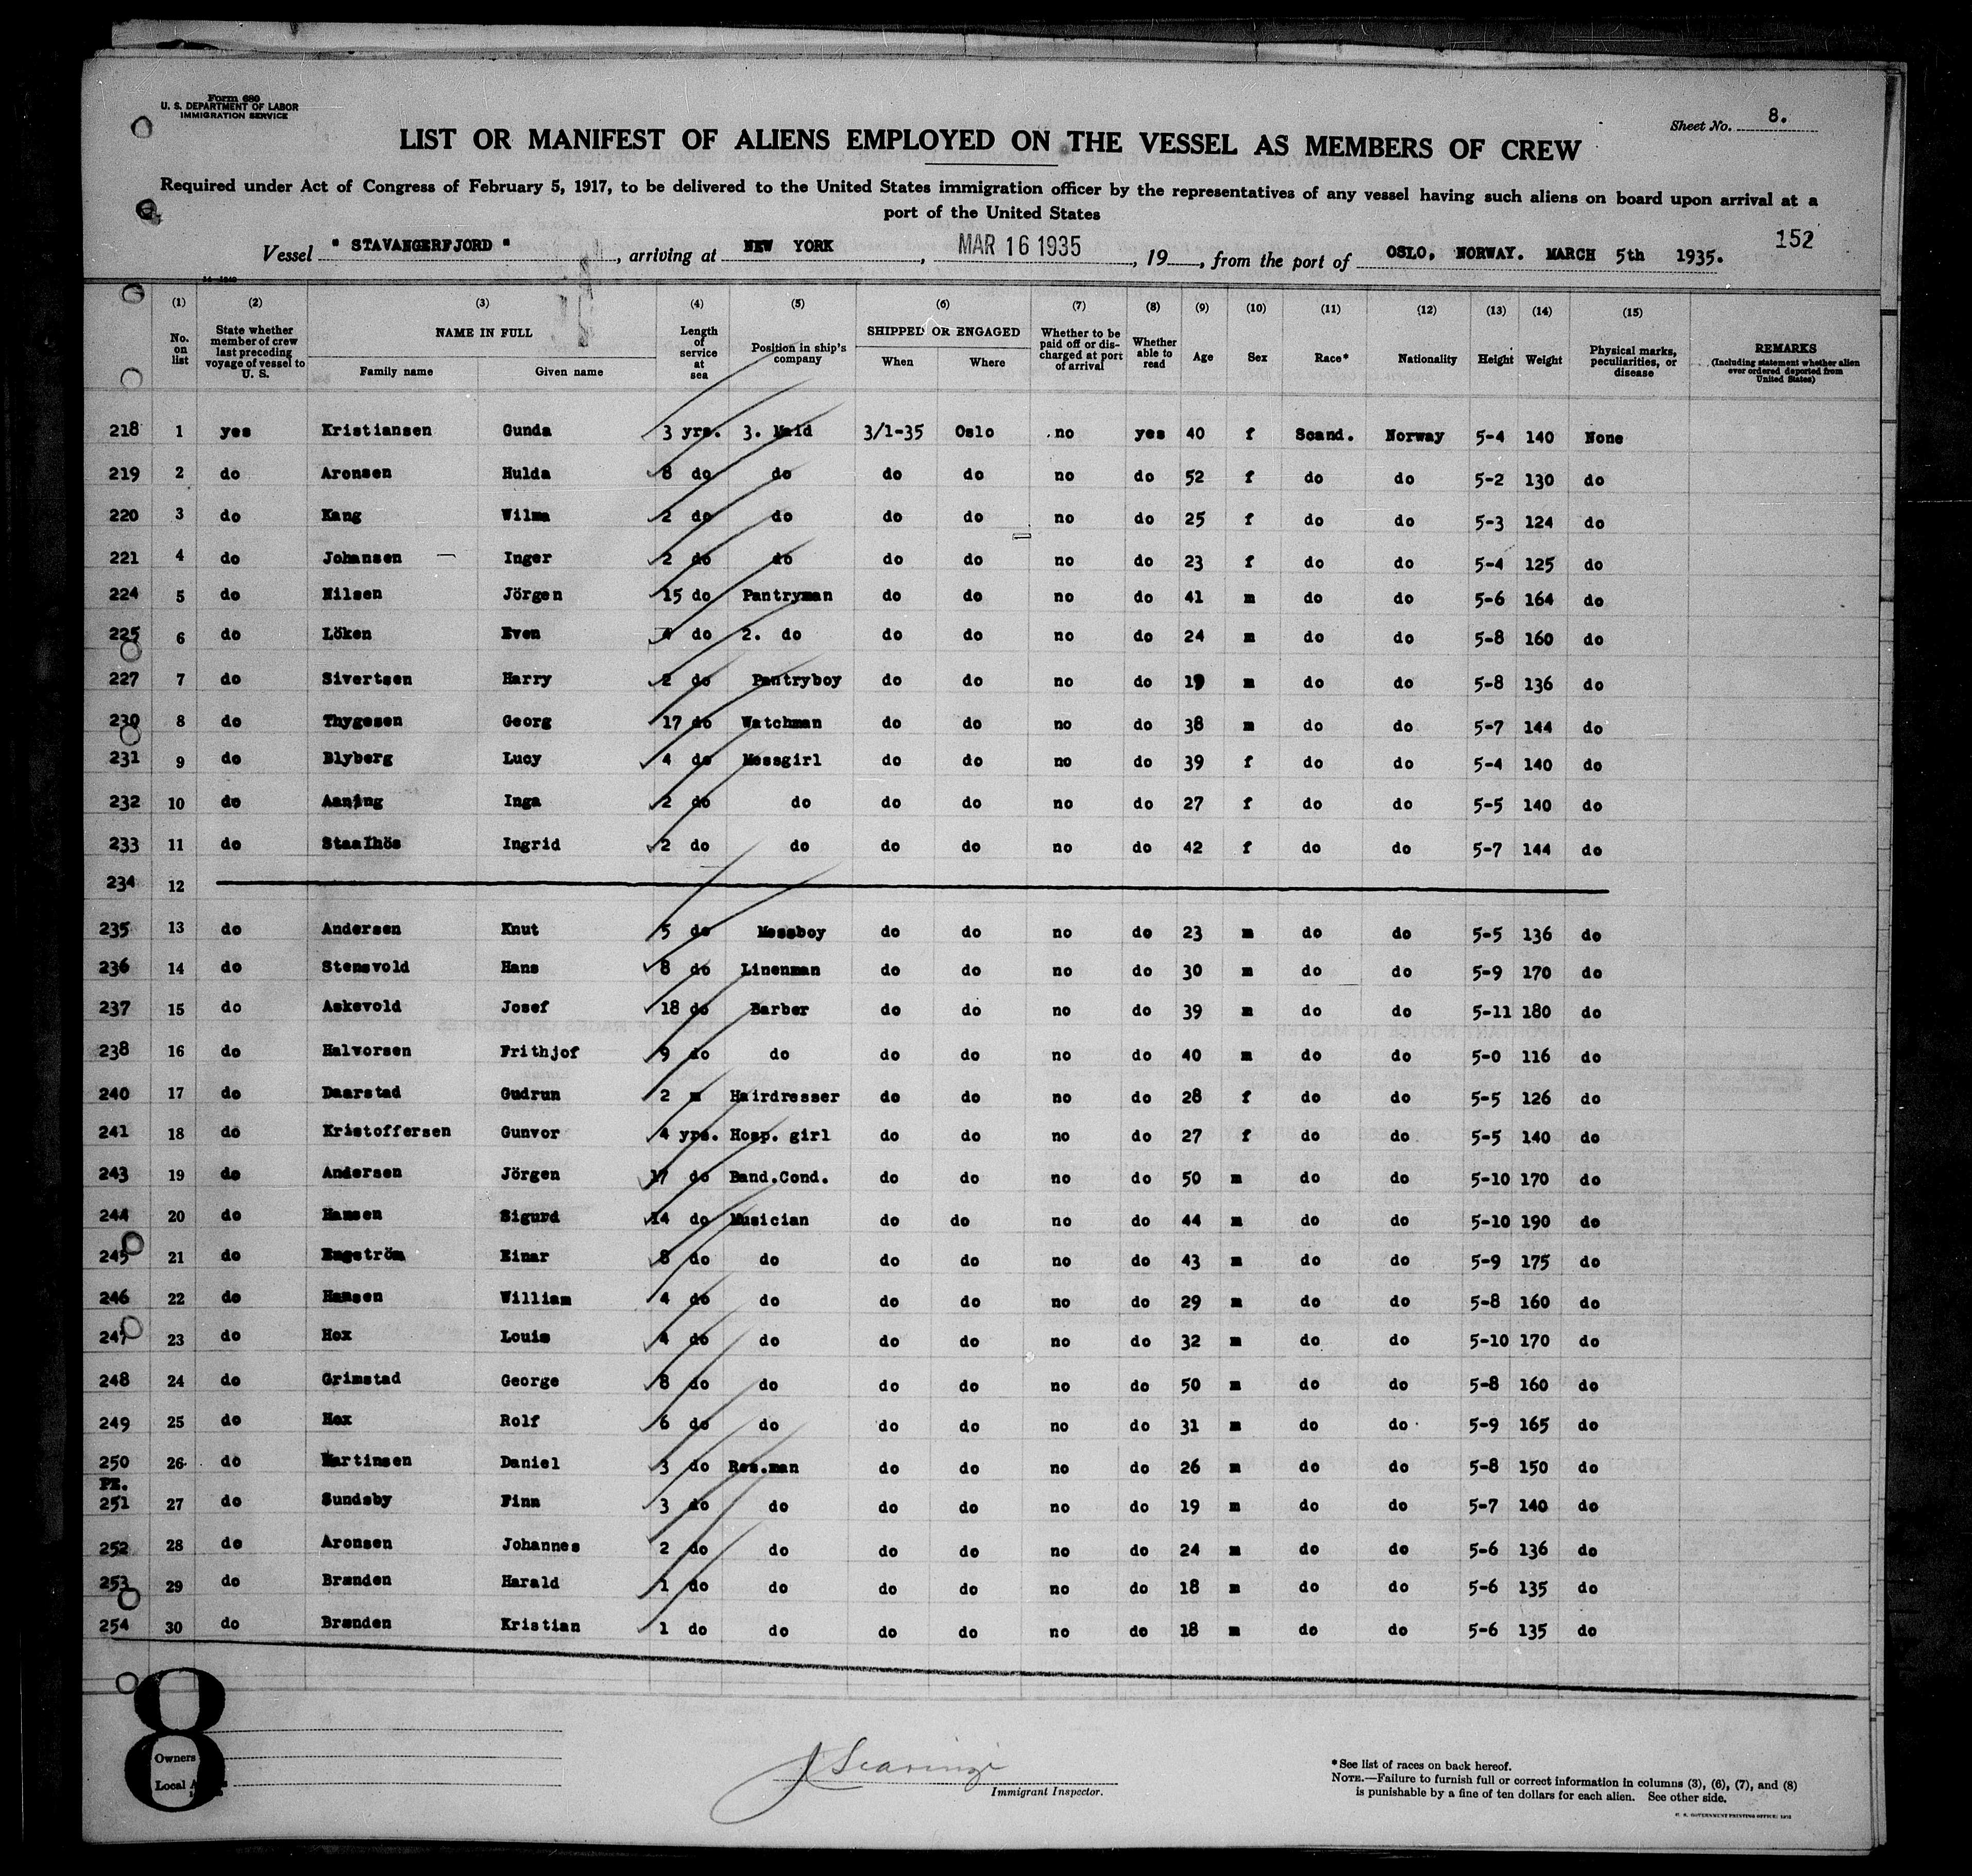 Form 680
U. S. DEPARTMENT OF LABOR
IMMIGRATION SERVICE
Sheet No. 8.
LIST OR MANIFEST OF ALIENS EMPLOYED ON THE VESSEL AS MEMBERS OF CREW
Required under Act of Congress of February 5, 1917, to be delivered to the United States immigration officer by the representatives of any vessel having such aliens on board upon arrival at a
port of the United States
152
Vessel " STAVANGERFJORD ", arriving at NEW YORK, MAR 16 1935, 19, from the port of OSLO, NORWAY. MARCH 5th 1935.
(1) (2) (3) (4) (5) (6) (7) (8) (9) (10) (11) (12) (13) (14) (15)
No. on list State whether member of crew last preceding voyage of vessel to U. S. NAME IN FULL Family name Given name Length of service at sea Position in ship's company SHIPPED OR ENGAGED When Where Whether to be paid off or discharged at port of arrival Whether able to read Age Sex Race* Nationality Height Weight Physical marks, peculiarities, or disease REMARKS (Including statement whether alien ever ordered deported from United States)
218 1 yes Kristiansen Gunda 3 yrs. 3. Maid 3/1-35 Oslo no yes 40 f Scand. Norway 5-4 140 None
219 2 do Aronsen Hulda 8 do do do do no do 52 f do do 5-2 130 do
220 3 do Kang Wilma 2 do do do do no do 25 f do do 5-3 124 do
221 4 do Johansen Inger 2 do do do do no do 23 f do do 5-4 125 do
224 5 do Nilsen Jörgen 15 do Pantryman do do no do 41 m do do 5-6 164 do
225 6 do Löken Even 4 do 2. do do do no do 24 m do do 5-8 160 do
227 7 do Sivertsen Harry 2 do Pantryboy do do no do 19 m do do 5-8 136 do
230 8 do Thygesen Georg 17 do Watchman do do no do 38 m do do 5-7 144 do
231 9 do Blyberg Lucy 4 do Messgirl do do no do 39 f do do 5-4 140 do
232 10 do Aaning Inga 2 do do do do no do 27 f do do 5-5 140 do
233 11 do Staalhös Ingrid 2 do do do do no do 42 f do do 5-7 144 do
234 12
235 13 do Andersen Knut 5 do Messboy do do no do 23 m do do 5-5 136 do
236 14 do Stensvold Hans 8 do Linenman do do no do 30 m do do 5-9 170 do
237 15 do Askevold Josef 18 do Barber do do no do 39 m do do 5-11 180 do
238 16 do Halvorsen Frithjof 9 do do do do no do 40 m do do 5-0 116 do
240 17 do Daarstad Gudrun 2 m Hairdresser do do no do 28 f do do 5-5 126 do
241 18 do Kristoffersen Gunvor 4 yrs. Hosp. girl do do no do 27 f do do 5-5 140 do
243 19 do Andersen Jörgen 17 do Band.Cond. do do no do 50 m do do 5-10 170 do
244 20 do Hansen Sigurd 14 do Musician do do no do 44 m do do 5-10 190 do
245 21 do Engström Einar 8 do do do do no do 43 m do do 5-9 175 do
246 22 do Hansen William 4 do do do do no do 29 m do do 5-8 160 do
247 23 do Hox Louis 4 do do do do no do 32 m do do 5-10 170 do
248 24 do Grimstad George 8 do do do do no do 50 m do do 5-8 160 do
249 25 do Hox Rolf 6 do do do do no do 31 m do do 5-9 165 do
250 26 do Martinsen Daniel 3 do Res.man do do no do 26 m do do 5-8 150 do
PE.
251 27 do Sundsby Finn 3 do do do do no do 19 m do do 5-7 140 do
252 28 do Aronsen Johannes 2 do do do do no do 24 m do do 5-6 136 do
253 29 do Brænden Harald 1 do do do do no do 18 m do do 5-6 135 do
254 30 do Brænden Kristian 1 do do do do no do 18 m do do 5-6 135 do
8
Owners
Local
J Scaringi
Immigrant Inspector.
*See list of races on back hereof.
NOTE.—Failure to furnish full or correct information in columns (3), (6), (7), and (8)
is punishable by a fine of ten dollars for each alien. See other side.
U. S. GOVERNMENT PRINTING OFFICE: